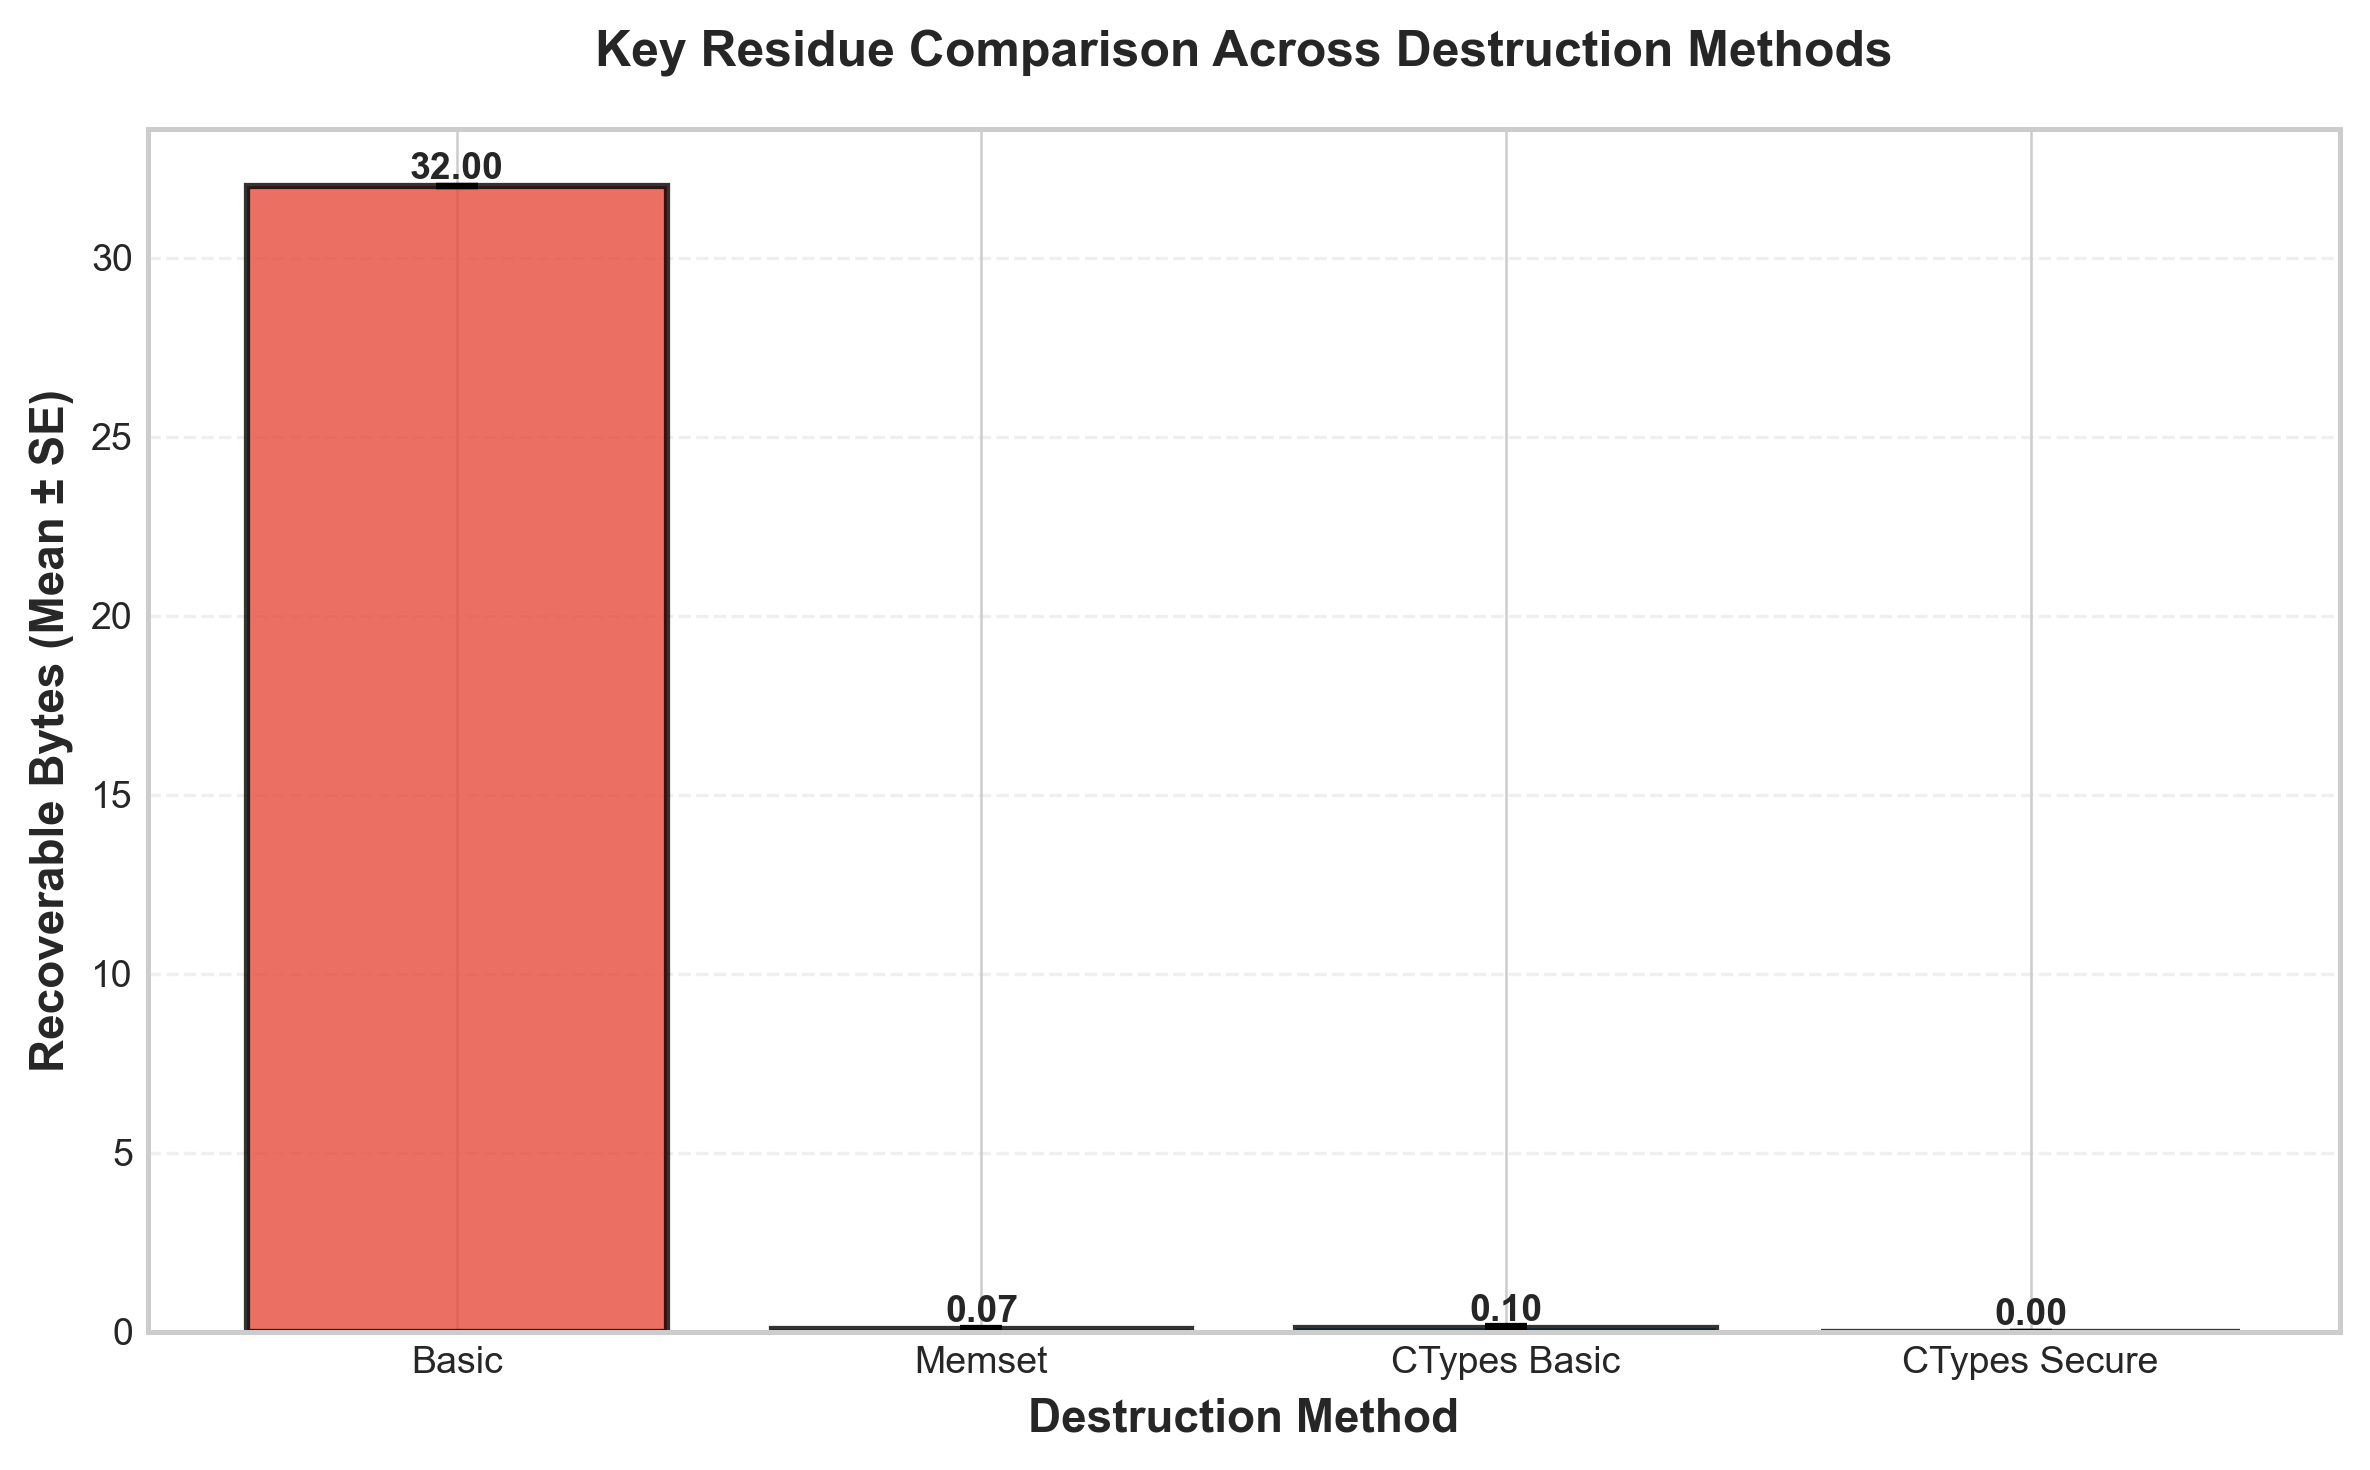 Key Residue Comparison Across Destruction Methods
Recoverable Bytes (Mean ± SE)
30
25
20
15
10
5
0
32.00
0.07
0.10
0.00
Basic
Memset
CTypes Basic
CTypes Secure
Destruction Method